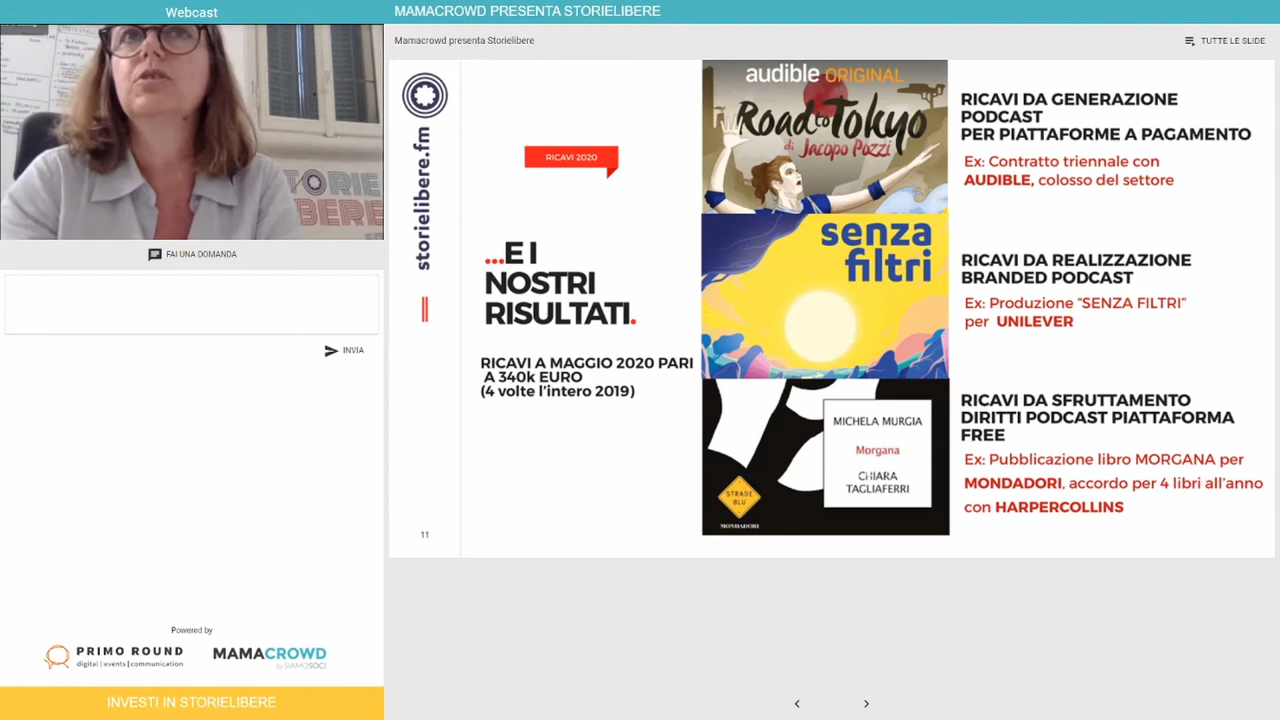 Webcast
MAMACROWD PRESENTA STORIELIBERE
Mamacrowd presenta Storielibere
TUTTE LE SLIDE
TORIE
BERE
FAI UNA DOMANDA
INVIA
Powered by
PRIMO ROUND
digital | events | communication
MAMACROWD
by SIAMOSOCI
INVESTI IN STORIELIBERE
storielibere.fm
11
RICAVI 2020
...E I
NOSTRI
RISULTATI.
RICAVI A MAGGIO 2020 PARI
A 340k EURO
(4 volte l'intero 2019)
audible ORIGINAL
Road to Tokyo
di Jacopo Pozzi
senza
filtri
MICHELA MURGIA
Morgana
CHIARA
TAGLIAFERRI
STRADE
BLU
MONDADORI
RICAVI DA GENERAZIONE
PODCAST
PER PIATTAFORME A PAGAMENTO
Ex: Contratto triennale con
AUDIBLE, colosso del settore
RICAVI DA REALIZZAZIONE
BRANDED PODCAST
Ex: Produzione “SENZA FILTRI”
per UNILEVER
RICAVI DA SFRUTTAMENTO
DIRITTI PODCAST PIATTAFORMA
FREE
Ex: Pubblicazione libro MORGANA per
MONDADORI, accordo per 4 libri all'anno
con HARPERCOLLINS